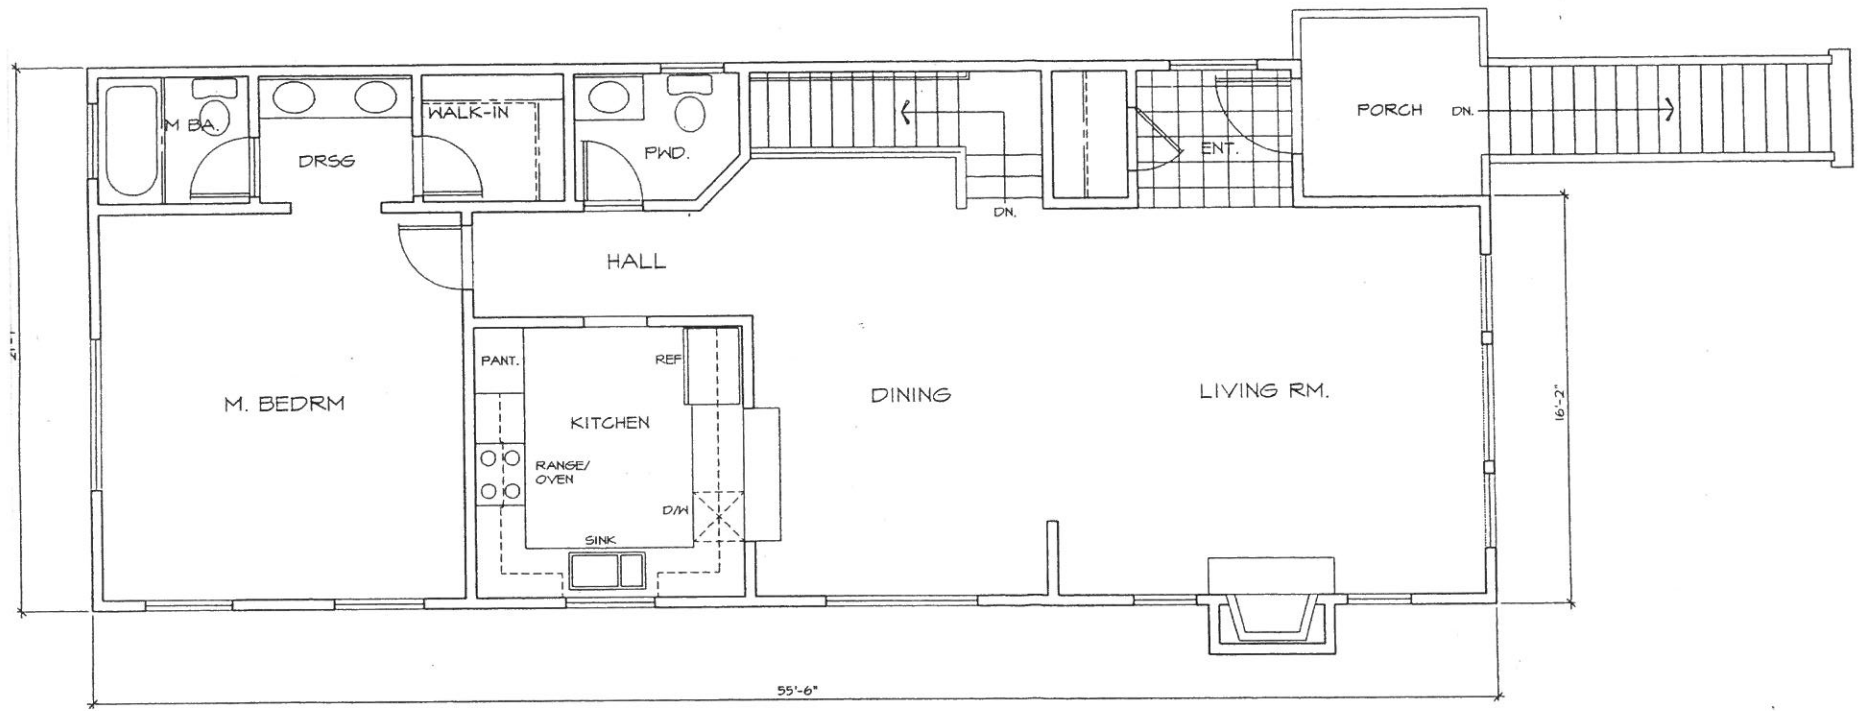 M BA.
DRSG
WALK-IN
PWD.
DN.
ENT.
PORCH
DN.
HALL
M. BEDRM
PANT.
REF
KITCHEN
RANGE/
OVEN
D/W
SINK
DINING
LIVING RM.
16'-2"
55'-6"